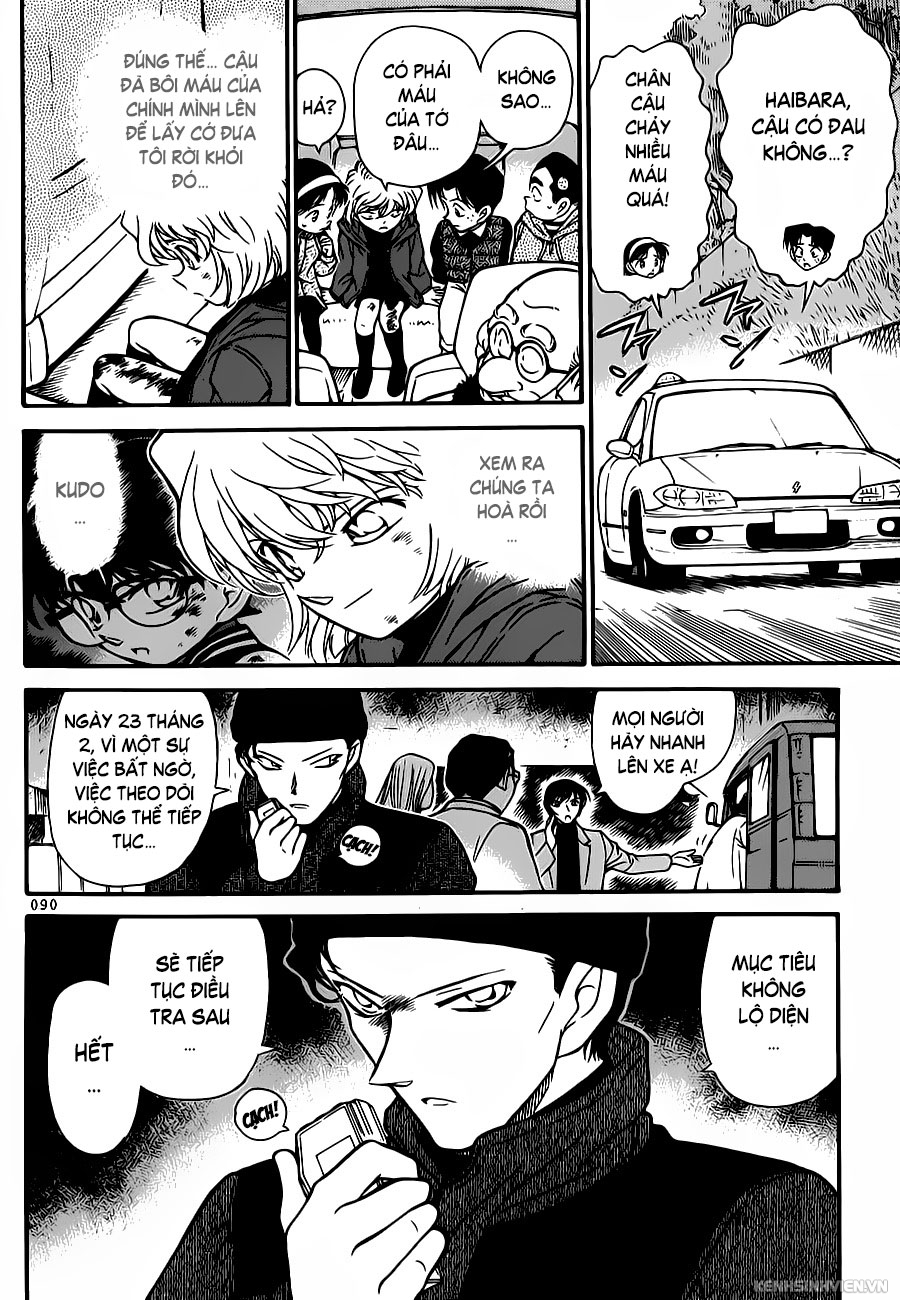 HAIBARA,
CẬU CÓ ĐAU
KHÔNG...?
CHÂN
CẬU
CHẢY
NHIỀU
MÁU
QUÁ!
KHÔNG
SAO...
CÓ PHẢI
MÁU
CỦA TỚ
ĐÂU...
HẢ?
ĐÚNG THẾ... CẬU
ĐÃ BÔI MÁU CỦA
CHÍNH MÌNH LÊN
ĐỂ LẤY CỚ ĐƯA
TÔI RỜI KHỎI
ĐÓ...
XEM RA
CHÚNG TA
HOÀ RỒI
...
KUDO
...
MỌI NGƯỜI
HÃY NHANH
LÊN XE Ạ!
NGÀY 23 THÁNG
2, VÌ MỘT SỰ
VIỆC BẤT NGỜ,
VIỆC THEO DÕI
KHÔNG THỂ TIẾP
TỤC...
CẠCH!
090
MỤC TIÊU
KHÔNG
LỘ DIỆN
...
SẼ TIẾP
TỤC ĐIỀU
TRA SAU
...
HẾT
...
CẠCH!
KENHSINHVIEN.VN